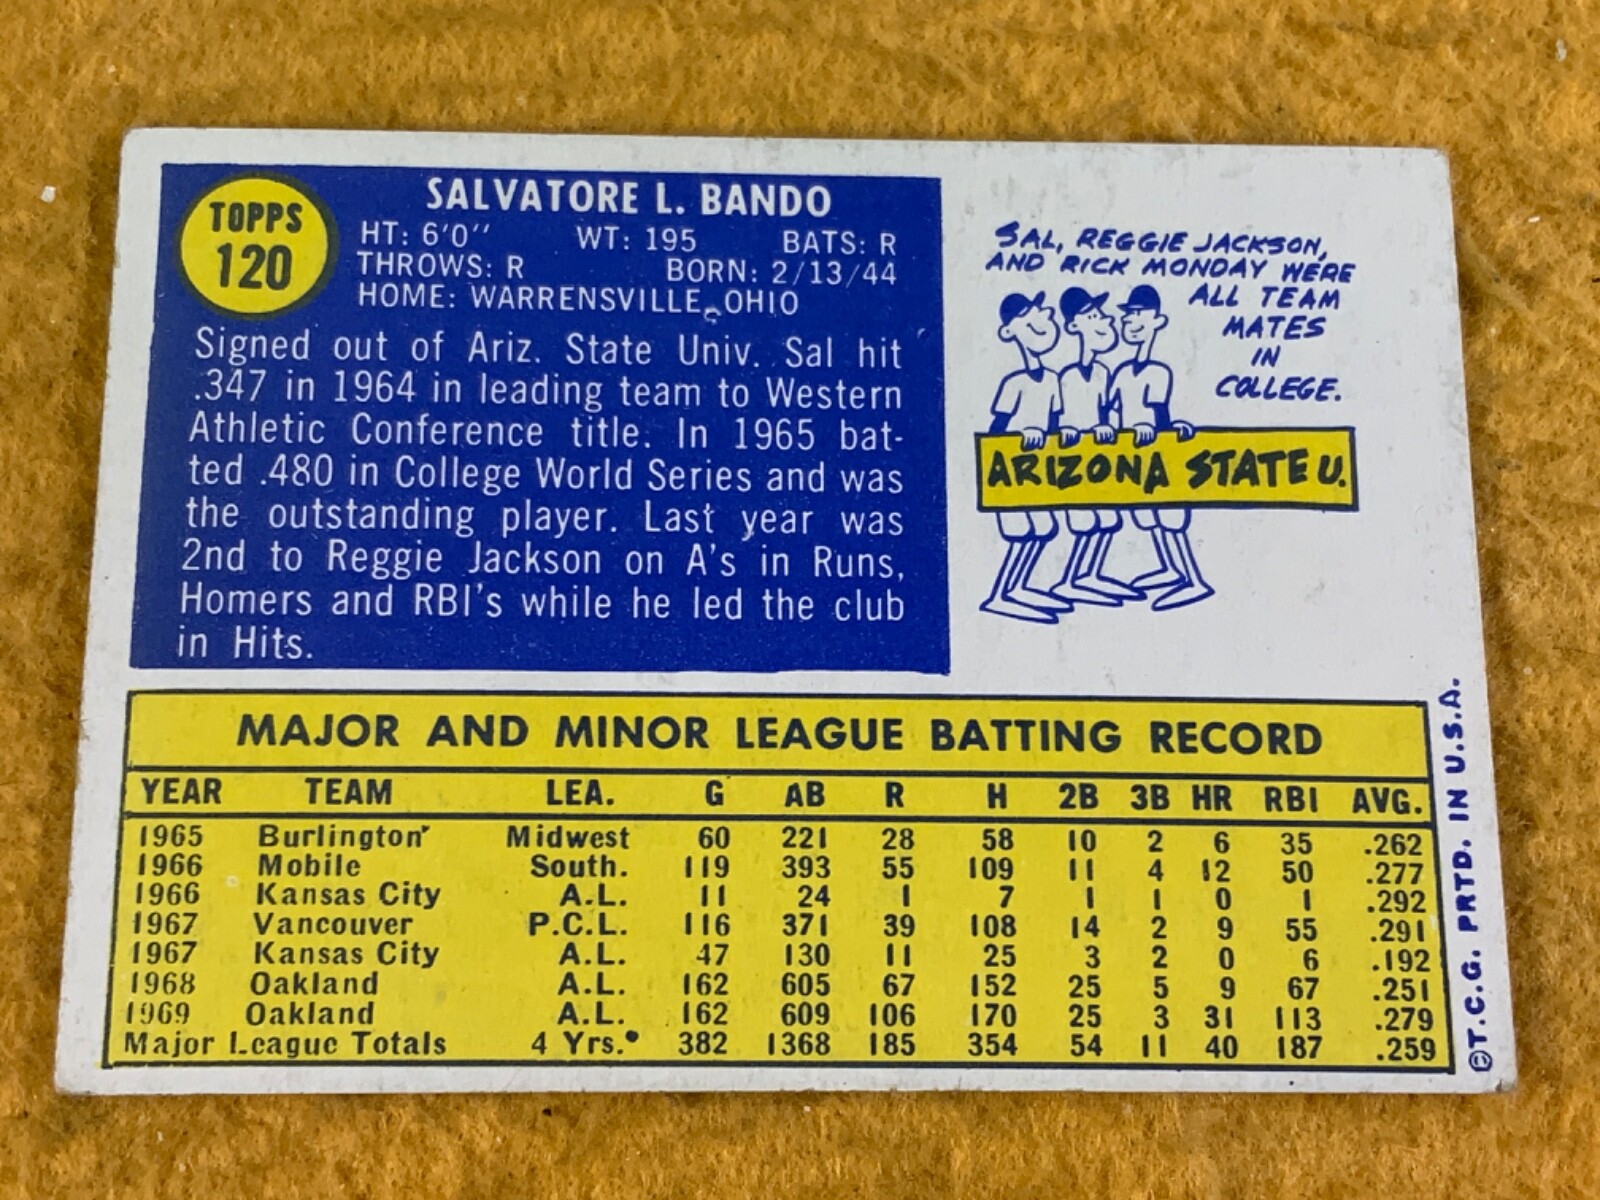 TOPPS
120
SALVATORE L. BANDO
HT: 6'0" WT: 195 BATS: R
THROWS: R BORN: 2/13/44
HOME: WARRENSVILLE, OHIO
Signed out of Ariz. State Univ. Sal hit
.347 in 1964 in leading team to Western
Athletic Conference title. In 1965 bat-
ted .480 in College World Series and was
the outstanding player. Last year was
2nd to Reggie Jackson on A's in Runs,
Homers and RBI's while he led the club
in Hits.
SAL, REGGIE JACKSON,
AND RICK MONDAY WERE
ALL TEAM
MATES
IN
COLLEGE.
ARIZONA STATE U.
MAJOR AND MINOR LEAGUE BATTING RECORD
YEAR TEAM LEA. G AB R H 2B 3B HR RBI AVG.
1965 Burlington Midwest 60 221 28 58 10 2 6 35 .262
1966 Mobile South. 119 393 55 109 11 4 12 50 .277
1966 Kansas City A.L. 11 24 1 7 1 1 0 1 .292
1967 Vancouver P.C.L. 116 371 39 108 14 2 9 55 .291
1967 Kansas City A.L. 47 130 11 25 3 2 0 6 .192
1968 Oakland A.L. 162 605 67 152 25 5 9 67 .251
1969 Oakland A.L. 162 609 106 170 25 3 31 113 .279
Major League Totals 4 Yrs. 382 1368 185 354 54 11 40 187 .259
©T.C.G. PRTD. IN U.S.A.